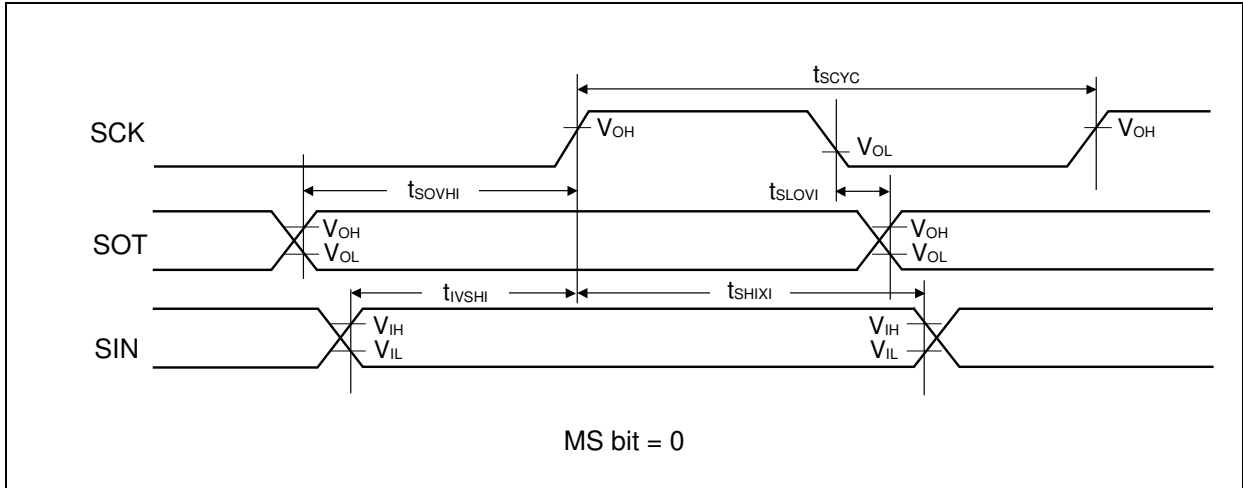 tSCYC
SCK
VOH
VOL
VOH
tSOVHI
tSLOVI
SOT
VOH
VOL
VOH
VOL
tIVSHI
tSHIXI
SIN
VIH
VIL
VIH
VIL
MS bit = 0